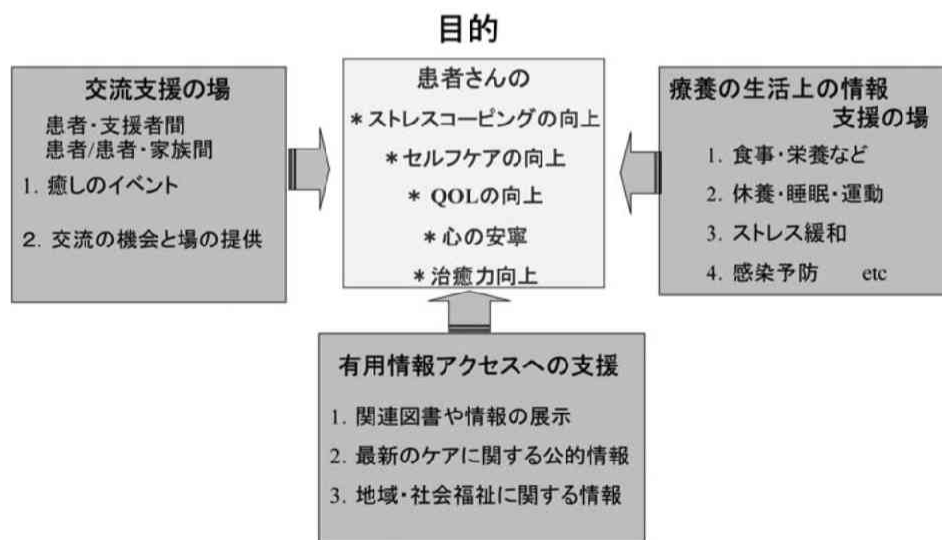 目的
交流支援の場
患者・支援者間
患者/患者・家族間
1. 癒しのイベント
2. 交流の機会と場の提供
患者さんの
＊ストレスコーピングの向上
＊セルフケアの向上
＊ QOLの向上
＊心の安寧
＊治癒力向上
療養の生活上の情報
支援の場
1. 食事・栄養など
2. 休養・睡眠・運動
3. ストレス緩和
4. 感染予防 etc
有用情報アクセスへの支援
1. 関連図書や情報の展示
2. 最新のケアに関する公的情報
3. 地域・社会福祉に関する情報